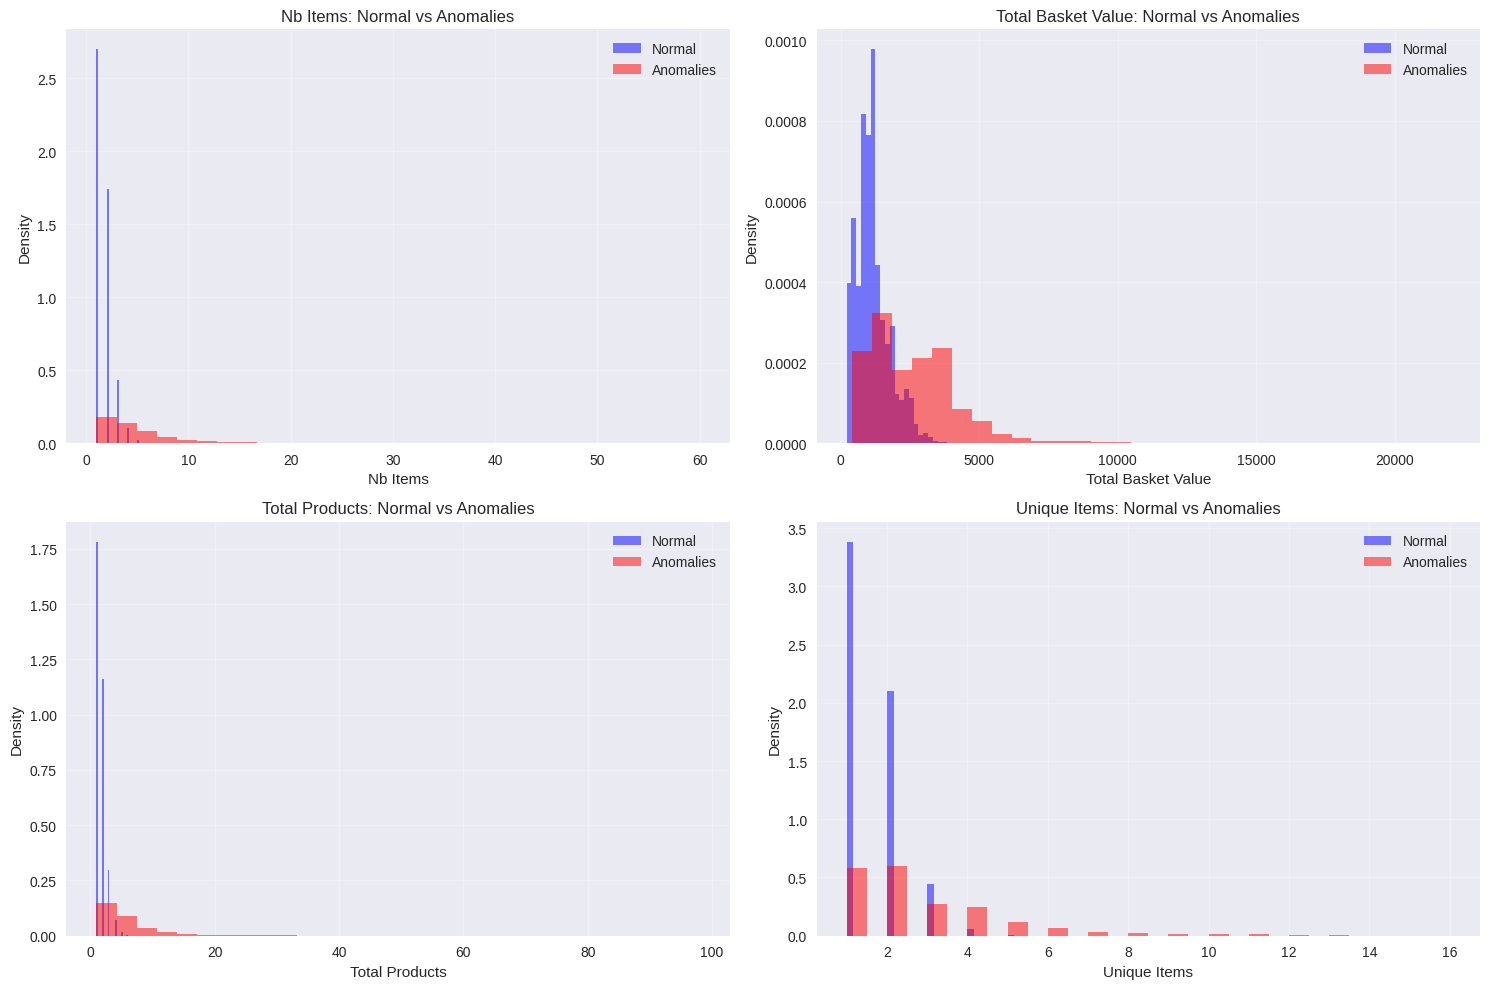 Nb Items: Normal vs Anomalies
Normal
Anomalies
2.5
2.0
1.5
1.0
0.5
0.0
Density
0 10 20 30 40 50 60
Nb Items
Total Basket Value: Normal vs Anomalies
Normal
Anomalies
0.0010
0.0008
0.0006
0.0004
0.0002
0.0000
Density
0 5000 10000 15000 20000
Total Basket Value
Total Products: Normal vs Anomalies
Normal
Anomalies
1.75
1.50
1.25
1.00
0.75
0.50
0.25
0.00
Density
0 20 40 60 80 100
Total Products
Unique Items: Normal vs Anomalies
Normal
Anomalies
3.5
3.0
2.5
2.0
1.5
1.0
0.5
0.0
Density
2 4 6 8 10 12 14 16
Unique Items